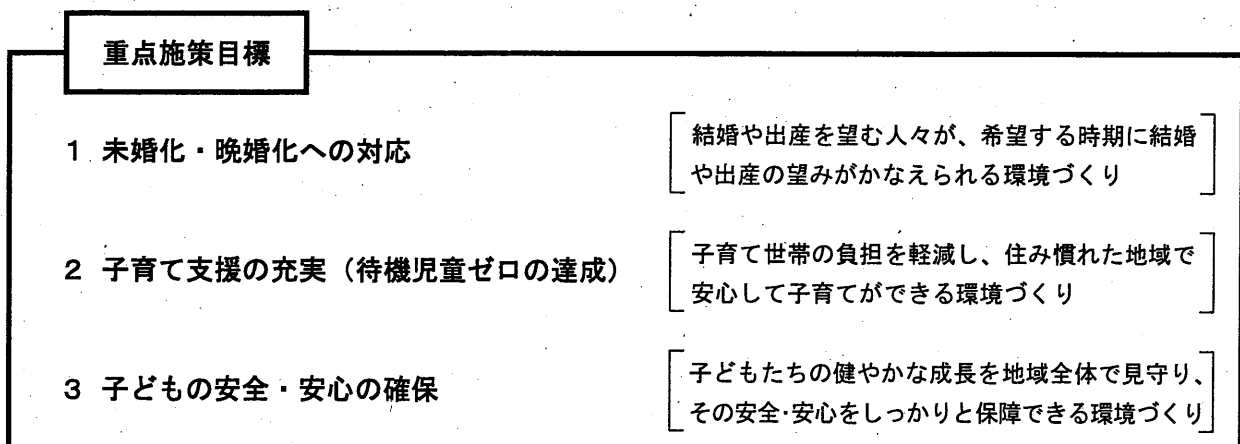 重点施策目標
1 未婚化・晩婚化への対応
結婚や出産を望む人々が、希望する時期に結婚
や出産の望みがかなえられる環境づくり
2 子育て支援の充実（待機児童ゼロの達成）
子育て世帯の負担を軽減し、住み慣れた地域で
安心して子育てができる環境づくり
3 子どもの安全・安心の確保
子どもたちの健やかな成長を地域全体で見守り、
その安全・安心をしっかりと保障できる環境づくり